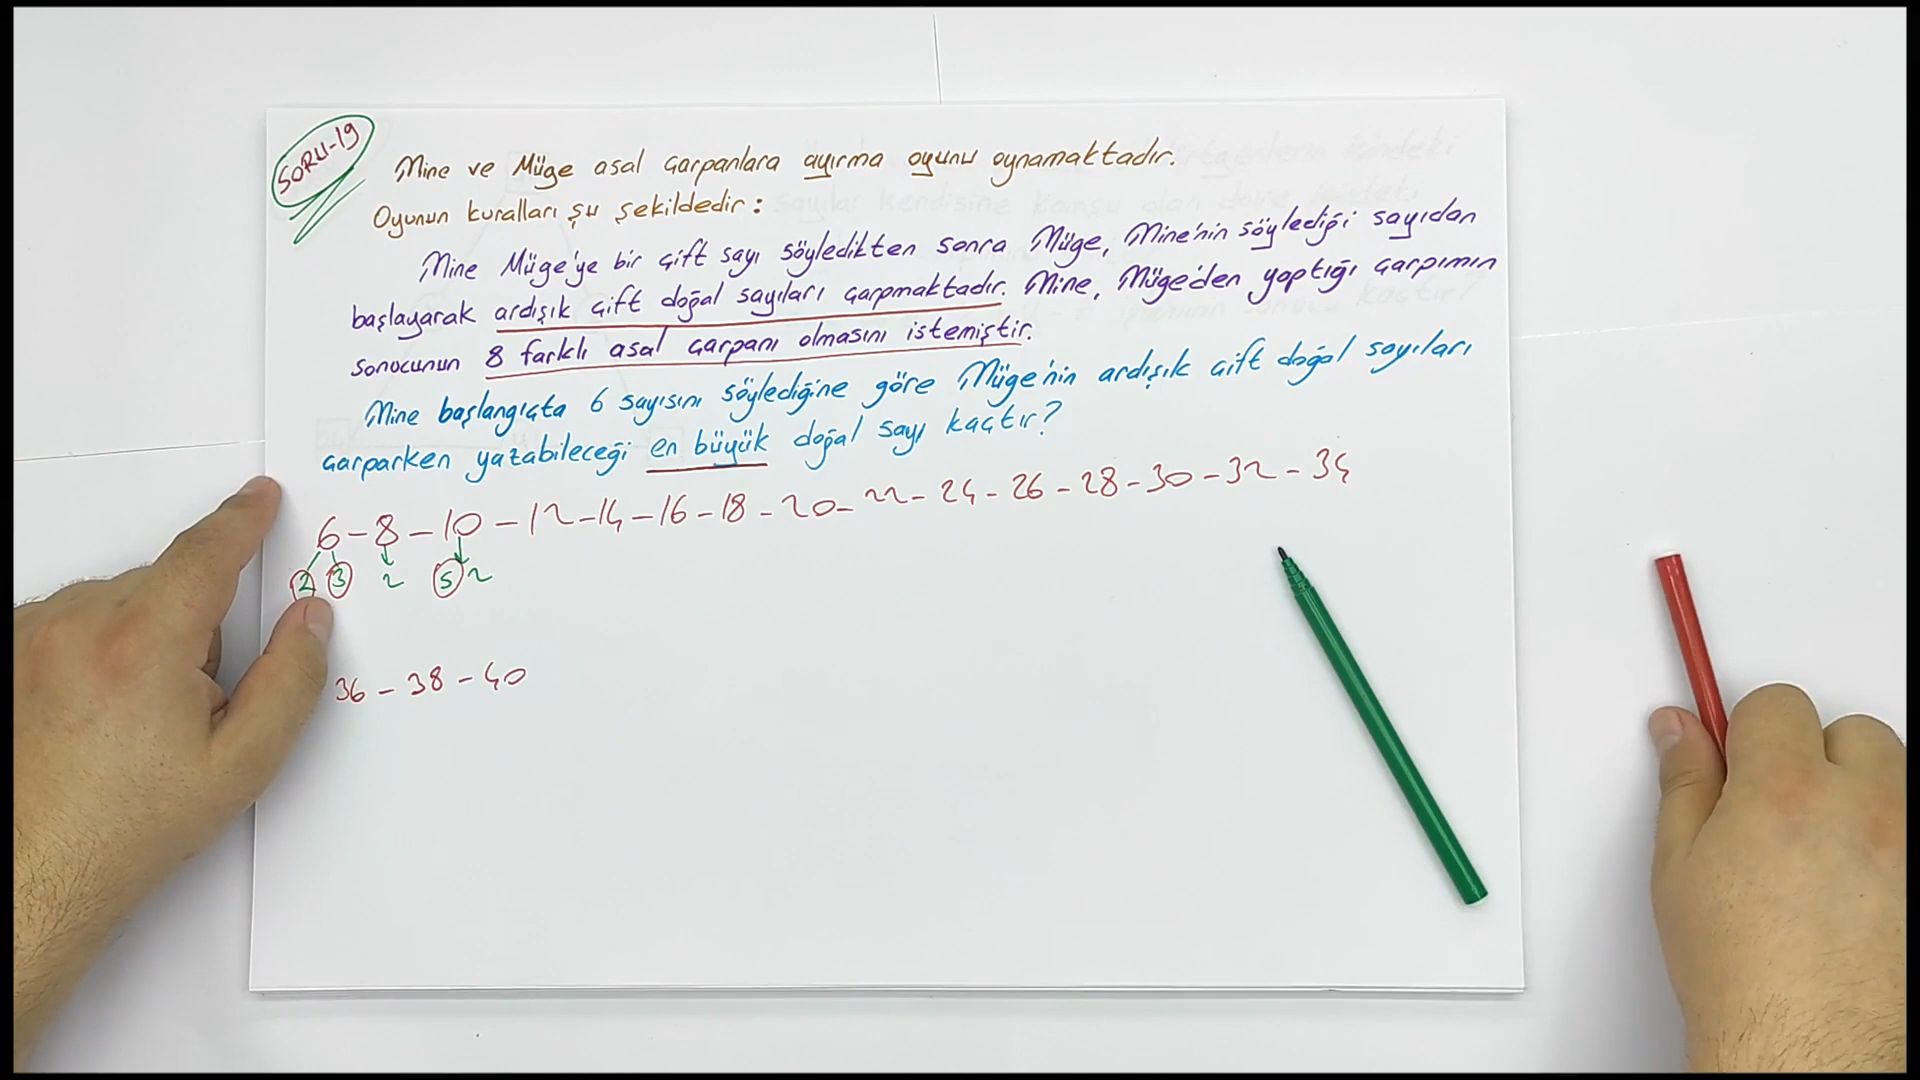 SORU-19
Mine ve Müge asal çarpanlara ayırma oyunu oynamaktadır.
Oyunun kuralları şu şekildedir:
Mine Müge'ye bir çift sayı söyledikten sonra Müge, Mine'nin söylediği sayıdan
başlayarak ardışık çift doğal sayıları çarpmaktadır. Mine, Müge'den yaptığı çarpımın
sonucunun 8 farklı asal çarpanı olmasını istemiştir.
Mine başlangıçta 6 sayısını söylediğine göre Müge'nin ardışık çift doğal sayıları
çarparken yazabileceği en büyük doğal sayı kaçtır?
6-8-10-12-14-16-18-20-22-24-26-28-30-32-34
2 3 2 5 2
36-38-40